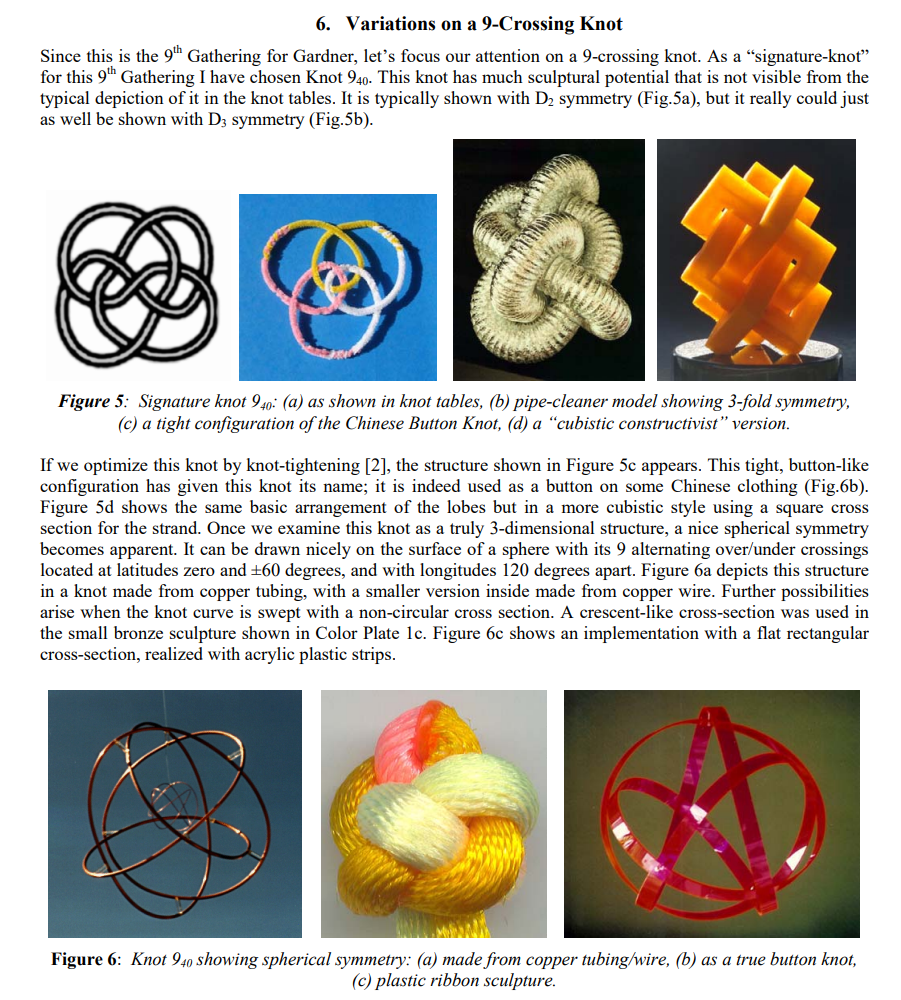 6. Variations on a 9-Crossing Knot
Since this is the 9th Gathering for Gardner, let’s focus our attention on a 9-crossing knot. As a “signature-knot”
for this 9th Gathering I have chosen Knot 940. This knot has much sculptural potential that is not visible from the
typical depiction of it in the knot tables. It is typically shown with D2 symmetry (Fig.5a), but it really could just
as well be shown with D3 symmetry (Fig.5b).
Figure 5: Signature knot 940: (a) as shown in knot tables, (b) pipe-cleaner model showing 3-fold symmetry,
(c) a tight configuration of the Chinese Button Knot, (d) a “cubistic constructivist” version.
If we optimize this knot by knot-tightening [2], the structure shown in Figure 5c appears. This tight, button-like
configuration has given this knot its name; it is indeed used as a button on some Chinese clothing (Fig.6b).
Figure 5d shows the same basic arrangement of the lobes but in a more cubistic style using a square cross
section for the strand. Once we examine this knot as a truly 3-dimensional structure, a nice spherical symmetry
becomes apparent. It can be drawn nicely on the surface of a sphere with its 9 alternating over/under crossings
located at latitudes zero and ±60 degrees, and with longitudes 120 degrees apart. Figure 6a depicts this structure
in a knot made from copper tubing, with a smaller version inside made from copper wire. Further possibilities
arise when the knot curve is swept with a non-circular cross section. A crescent-like cross-section was used in
the small bronze sculpture shown in Color Plate 1c. Figure 6c shows an implementation with a flat rectangular
cross-section, realized with acrylic plastic strips.
Figure 6: Knot 940 showing spherical symmetry: (a) made from copper tubing/wire, (b) as a true button knot,
(c) plastic ribbon sculpture.